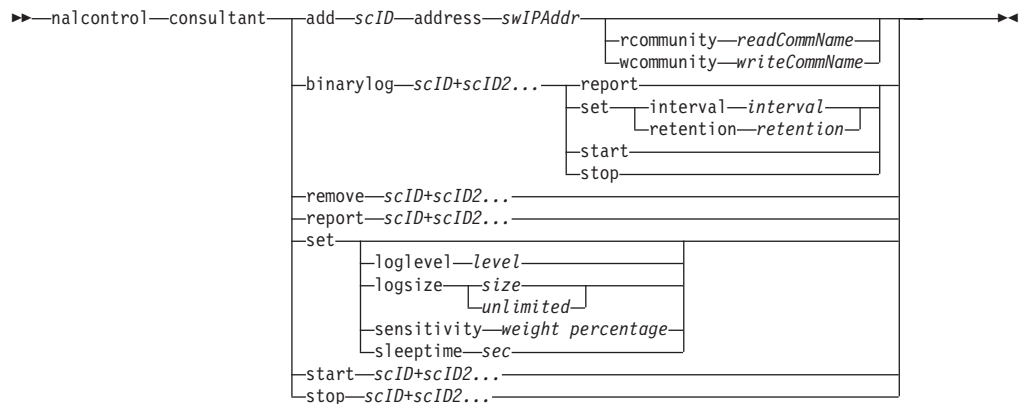 ►►—nalcontrol—consultant—add—scID—address—swIPAddr—►◄
rcommunity—readCommName
wcommunity—writeCommName
binarylog—scID+scID2...—report
set—interval—interval
retention—retention
start
stop
remove—scID+scID2...
report—scID+scID2...
set
loglevel—level
logsize—size
unlimited
sensitivity—weight percentage
sleeptime—sec
start—scID+scID2...
stop—scID+scID2...